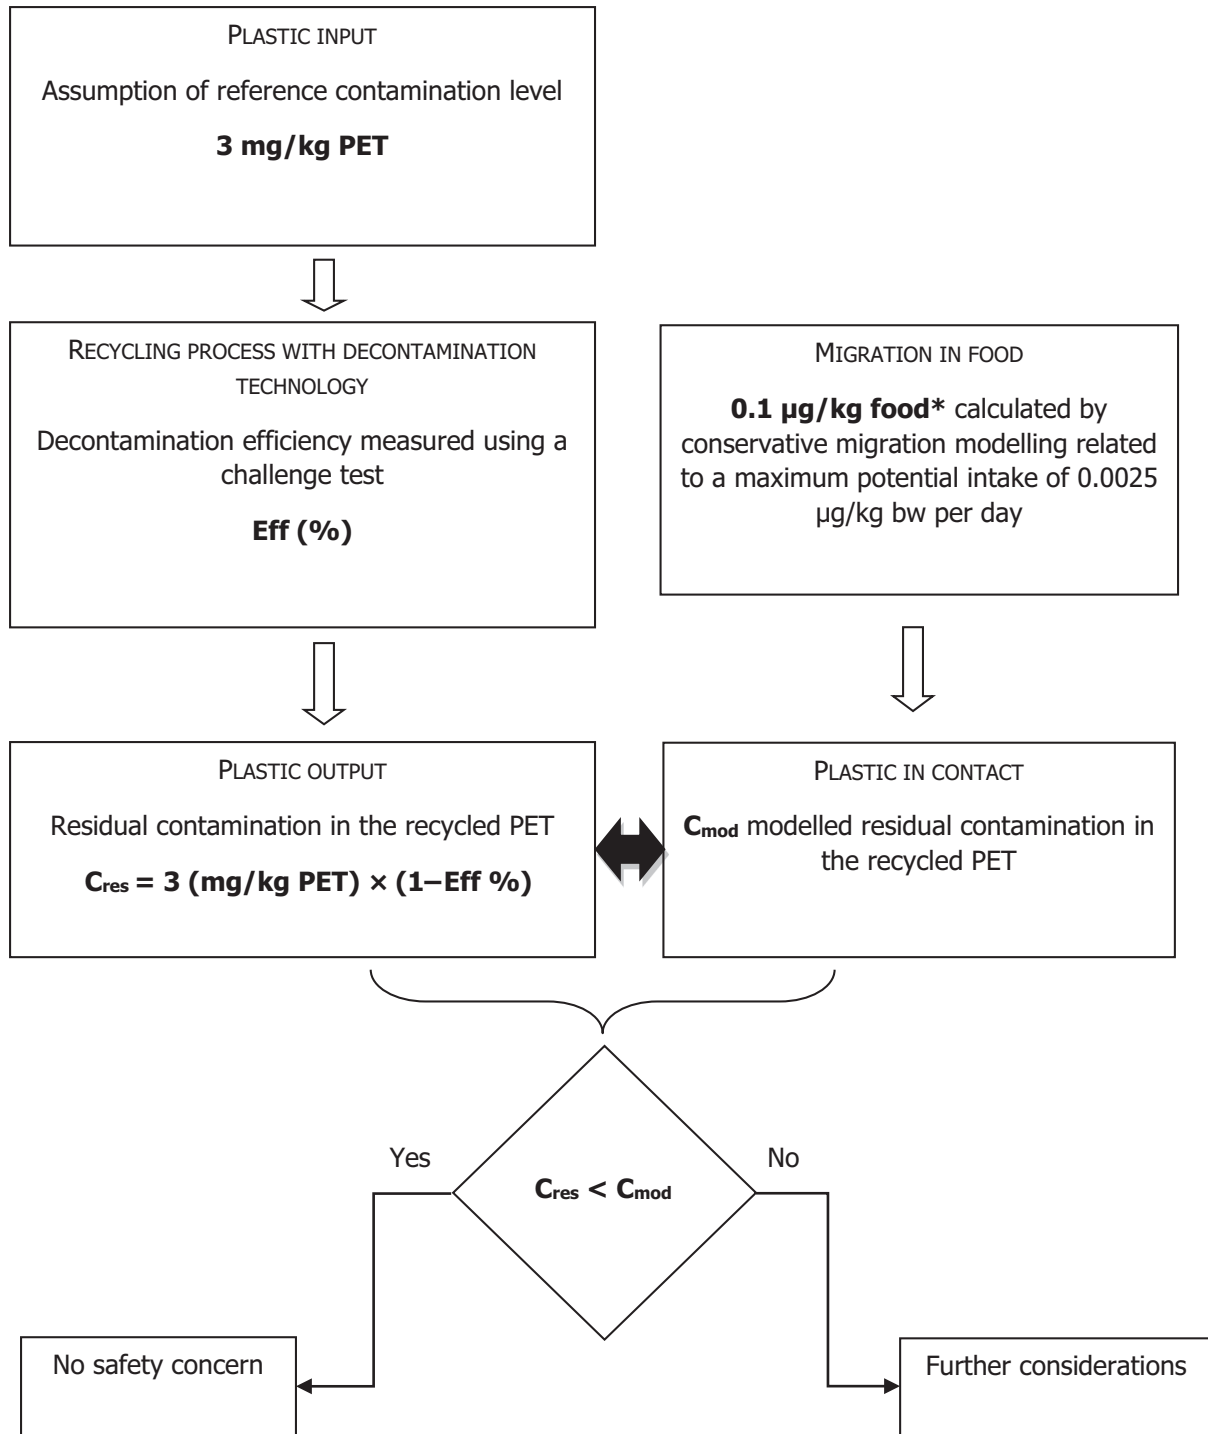 PLASTIC INPUT
Assumption of reference contamination level
3 mg/kg PET
RECYCLING PROCESS WITH DECONTAMINATION
TECHNOLOGY
Decontamination efficiency measured using a
challenge test
Eff (%)
MIGRATION IN FOOD
0.1 µg/kg food* calculated by
conservative migration modelling related
to a maximum potential intake of 0.0025
µg/kg bw per day
PLASTIC OUTPUT
Residual contamination in the recycled PET
Cres = 3 (mg/kg PET) × (1–Eff %)
PLASTIC IN CONTACT
Cmod modelled residual contamination in
the recycled PET
Yes
No
Cres < Cmod
No safety concern
Further considerations